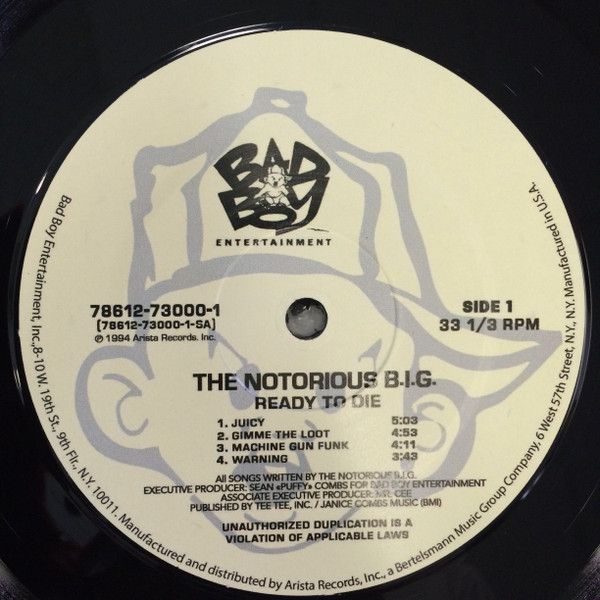 BAD
BOY
ENTERTAINMENT
78612-73000-1
[78612-73000-1-SA]
℗ 1994 Arista Records, Inc.
SIDE 1
33 1/3 RPM
THE NOTORIOUS B.I.G.
READY TO DIE
1. JUICY 5:03
2. GIMME THE LOOT 4:53
3. MACHINE GUN FUNK 4:11
4. WARNING 3:43
All SONGS WRITTEN BY THE NOTORIOUS B.I.G.
EXECUTIVE PRODUCER: SEAN «PUFFY» COMBS FOR BAD BOY ENTERTAINMENT
ASSOCIATE EXECUTIVE PRODUCER: MR. CEE
PUBLISHED BY TEE TEE, INC. / JANICE COMBS MUSIC (BMI)
UNAUTHORIZED DUPLICATION IS A
VIOLATION OF APPLICABLE LAWS
Bad Boy Entertainment, Inc.,8-10 W. 19th St., 9th Flr., N.Y. 10011. Manufactured and distributed by Arista Records, Inc., a Bertelsmann Music Group Company, 6 West 57th Street, N.Y., N.Y. Manufactured in U.S.A.